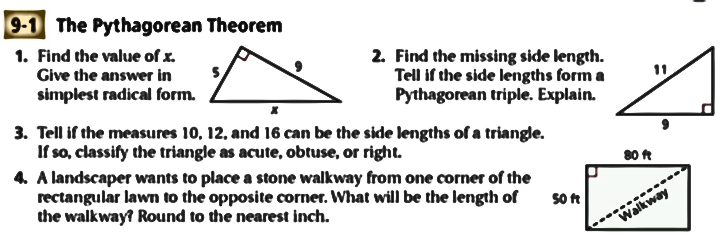 9-1 The Pythagorean Theorem
1. Find the value of x.
Give the answer in
simplest radical form.
5
9
x
2. Find the missing side length.
Tell if the side lengths form a
Pythagorean triple. Explain.
11
9
3. Tell if the measures 10, 12, and 16 can be the side lengths of a triangle.
If so, classify the triangle as acute, obtuse, or right.
4. A landscaper wants to place a stone walkway from one corner of the
rectangular lawn to the opposite corner. What will be the length of
the walkway? Round to the nearest inch.
80 ft
50 ft
Walkway